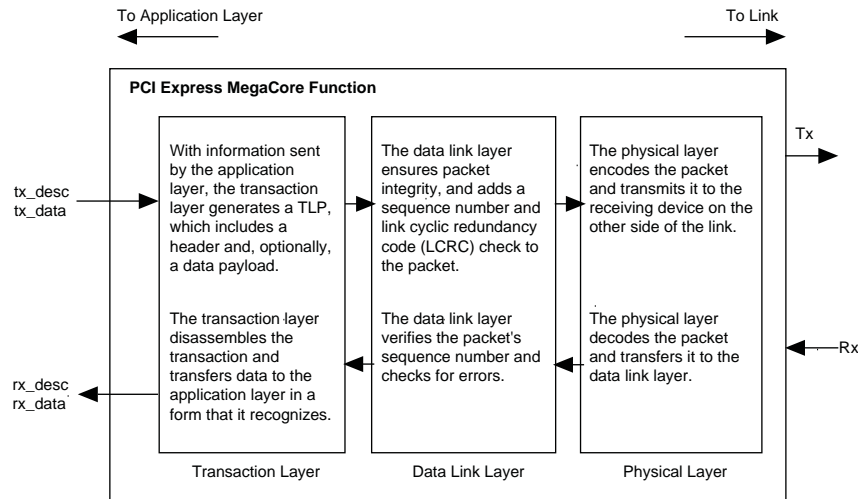 To Application Layer
To Link
PCI Express MegaCore Function
With information sent
by the application
layer, the transaction
layer generates a TLP,
which includes a
header and, optionally,
a data payload.
The transaction layer
disassembles the
transaction and
transfers data to the
application layer in a
form that it recognizes.
The data link layer
ensures packet
integrity, and adds a
sequence number and
link cyclic redundancy
code (LCRC) check to
the packet.
The data link layer
verifies the packet's
sequence number and
checks for errors.
The physical layer
encodes the packet
and transmits it to the
receiving device on the
other side of the link.
The physical layer
decodes the packet
and transfers it to the
data link layer.
tx_desc
tx_data
rx_desc
rx_data
Tx
Rx
Transaction Layer
Data Link Layer
Physical Layer